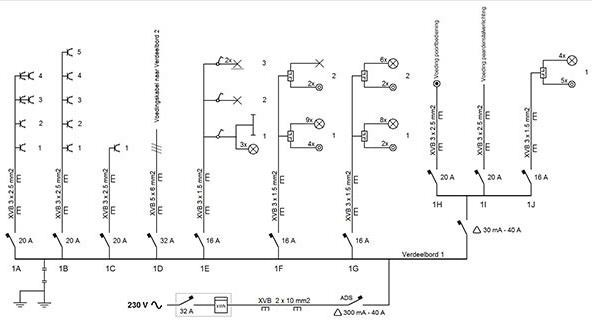 5
4
3
2
1
4
3
2
1
1
Voedingskabel naar Verdeelbord 2
2x
3
2
1
3x
2x
2
9x
4x
1
6x
2x
2
8x
2x
1
Voeding poortbediening
Voeding paardenstalverlichting
4x
5x
1
XVB 3 x 2.5 mm2
XVB 3 x 2.5 mm2
XVB 3 x 2.5 mm2
XVB 5 x 6 mm2
XVB 3 x 1.5 mm2
XVB 3 x 1.5 mm2
XVB 3 x 1.5 mm2
XVB 3 x 2.5 mm2
XVB 3 x 2.5 mm2
XVB 3 x 1.5 mm2
20 A
20 A
16 A
1H
1I
1J
20 A
20 A
20 A
32 A
16 A
16 A
16 A
30 mA - 40 A
Verdeelbord 1
1A
1B
1C
1D
1E
1F
1G
230 V
32 A
kWh
XVB 2 x 10 mm2
ADS
300 mA - 40 A